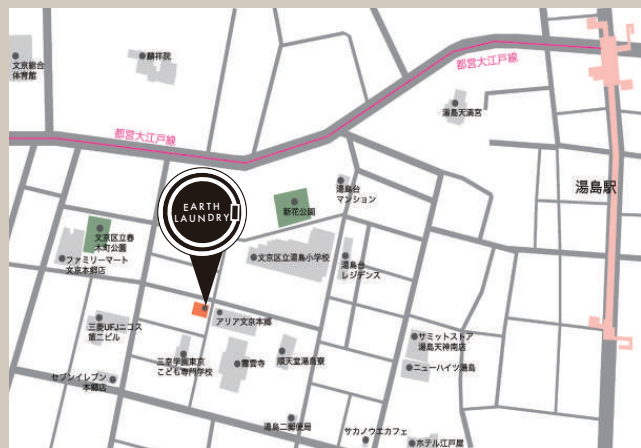 文京総合
体育館
麟祥院
都営大江戸線
湯島天満宮
都営大江戸線
湯島駅
EARTH
LAUNDRY
湯島台
マンション
新花公園
文京区立春
木町公園
ファミリーマート
文京本郷店
文京区立湯島小学校
湯島台
レジデンス
アリア文京本郷
三菱UFJニコス
第二ビル
三幸学園東京
こども専門学校
霊雲寺
順天堂湯島寮
サミットストア
湯島天神南店
ニューハイツ湯島
セブンイレブン
本郷店
湯島二郵便局
サカノウエカフェ
ホテル江戸屋